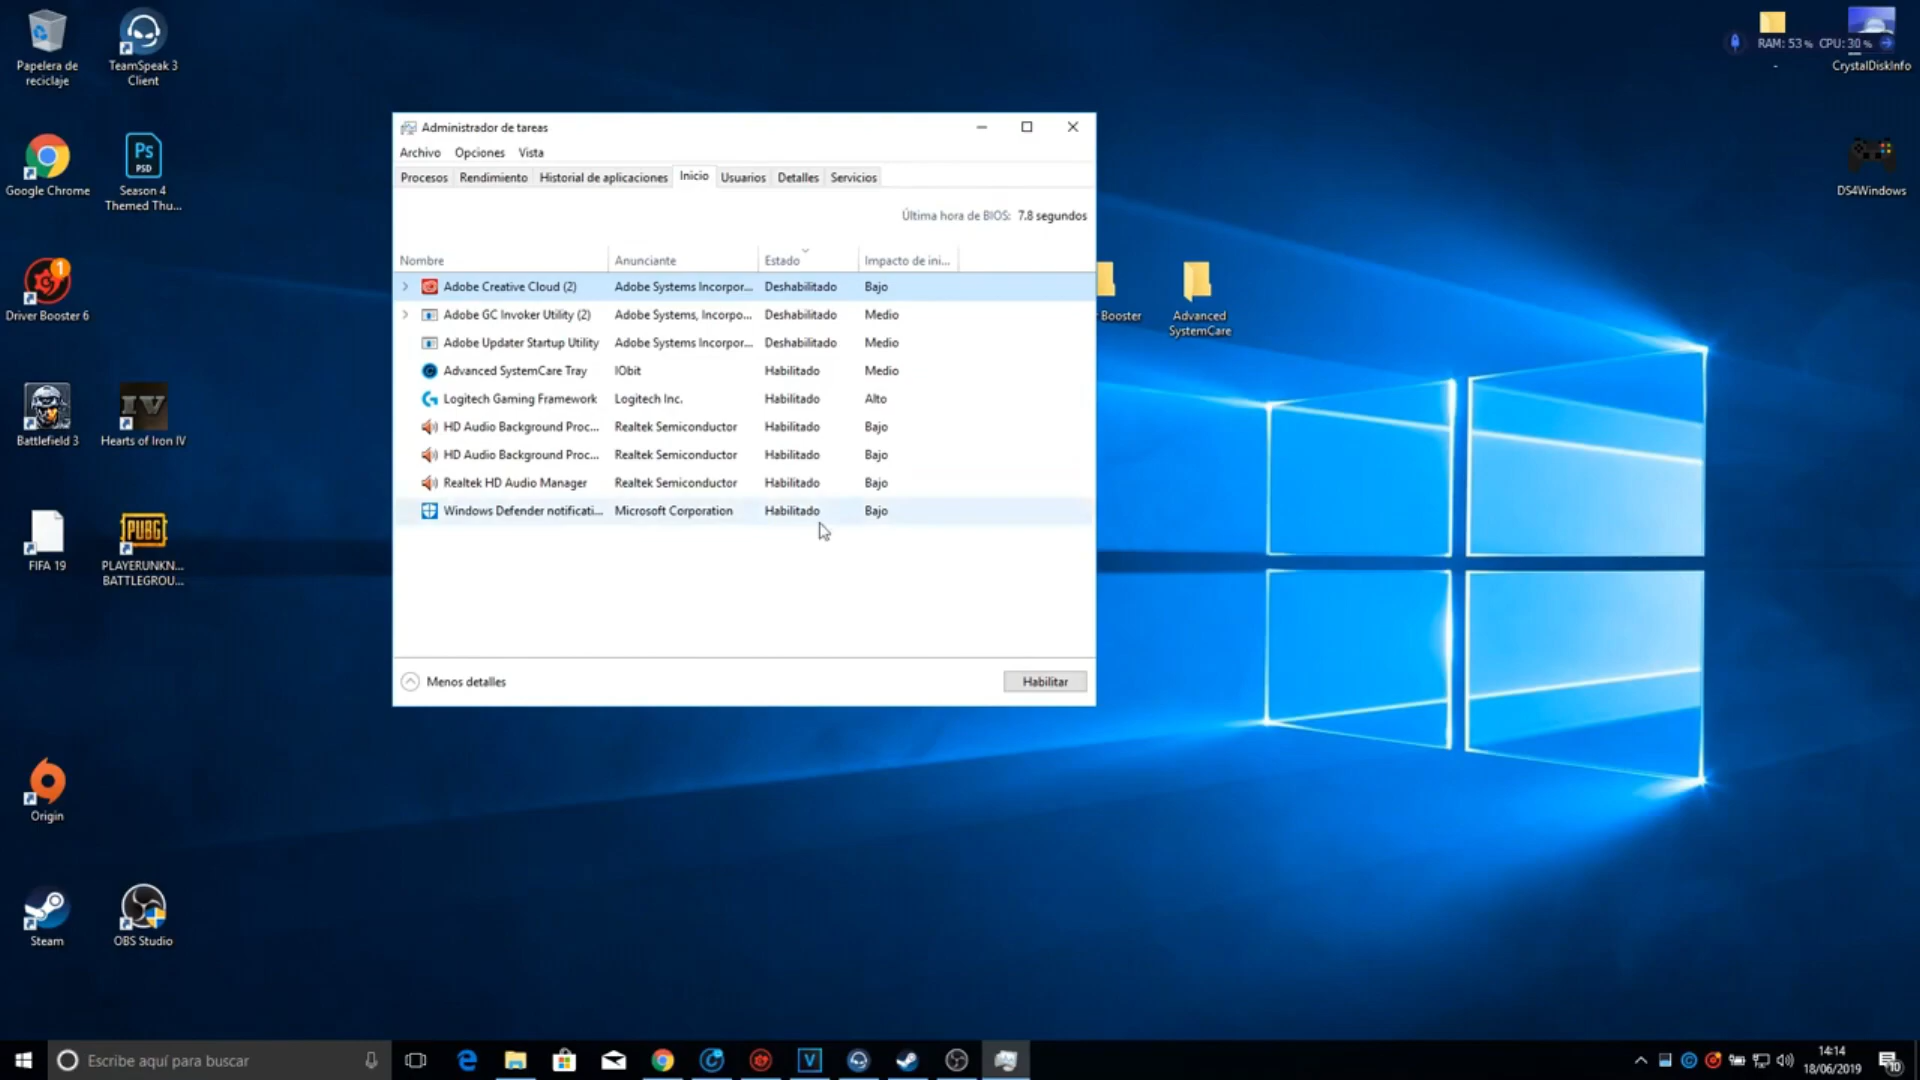 Papelera de
reciclaje
TeamSpeak 3
Client
RAM: 53 % CPU: 30 %
-
CrystalDiskInfo
Google Chrome
Ps
PSD
Season 4
Themed Thu...
DS4Windows
1
Driver Booster 6
Booster
Advanced
SystemCare
Battlefield 3
IV
Hearts of Iron IV
FIFA 19
PUBG
PLAYERUNKN...
BATTLEGROU...
Origin
Steam
OBS Studio
Administrador de tareas
Archivo Opciones Vista
Procesos Rendimiento Historial de aplicaciones Inicio Usuarios Detalles Servicios
Última hora de BIOS: 7.8 segundos
Nombre Anunciante Estado Impacto de ini...
Adobe Creative Cloud (2) Adobe Systems Incorpor... Deshabilitado Bajo
Adobe GC Invoker Utility (2) Adobe Systems, Incorpo... Deshabilitado Medio
Adobe Updater Startup Utility Adobe Systems Incorpor... Deshabilitado Medio
Advanced SystemCare Tray IObit Habilitado Medio
Logitech Gaming Framework Logitech Inc. Habilitado Alto
HD Audio Background Proc... Realtek Semiconductor Habilitado Bajo
HD Audio Background Proc... Realtek Semiconductor Habilitado Bajo
Realtek HD Audio Manager Realtek Semiconductor Habilitado Bajo
Windows Defender notificati... Microsoft Corporation Habilitado Bajo
Menos detalles Habilitar
Escribe aquí para buscar
V
14:14
18/06/2019
10